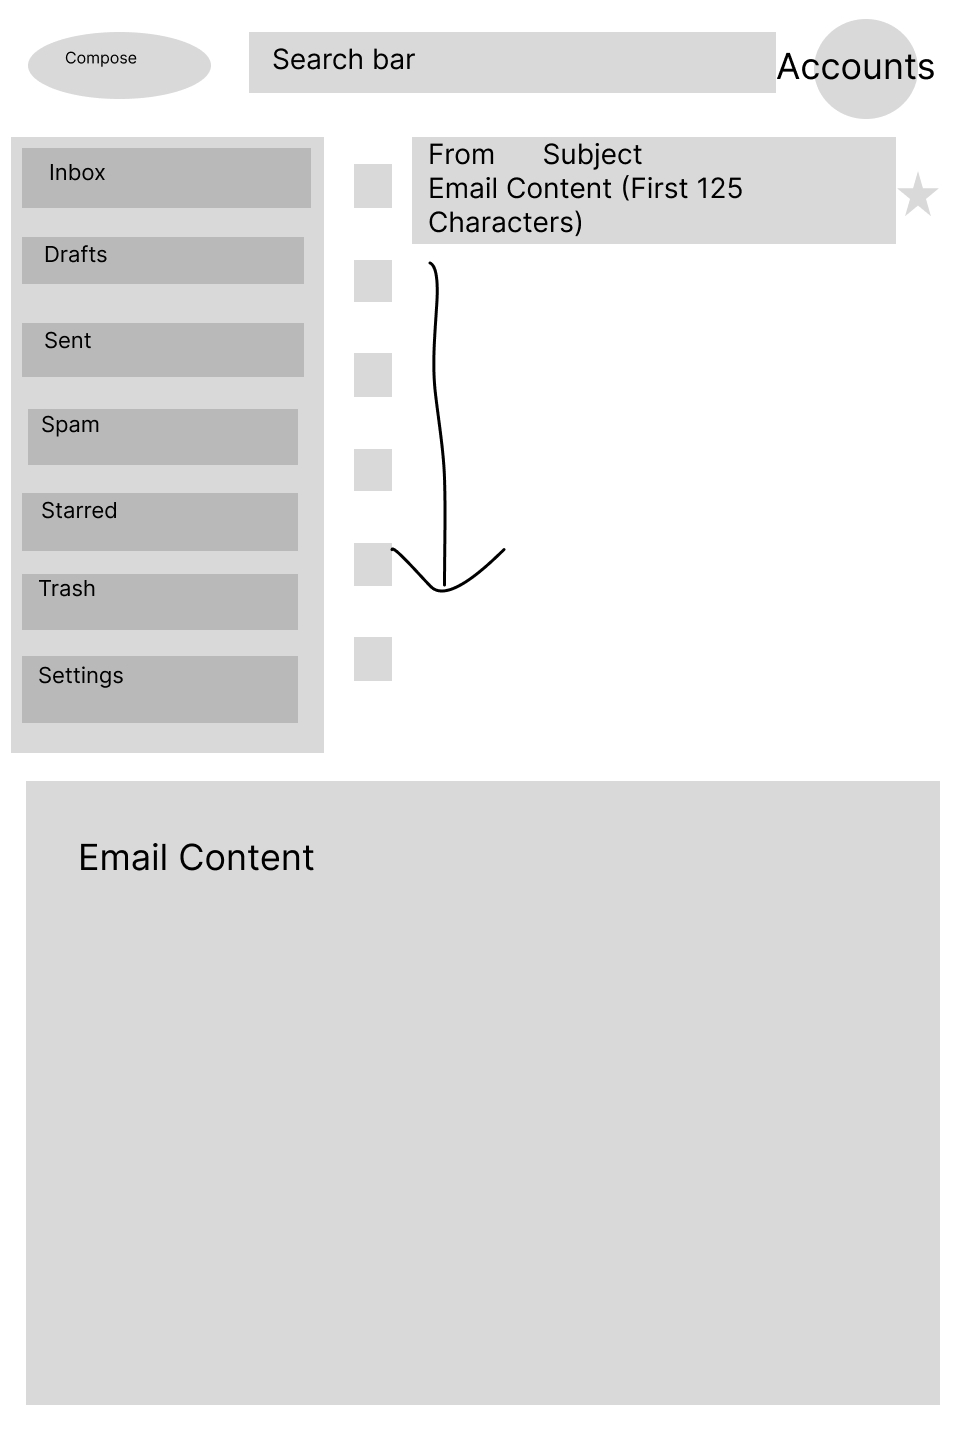 Compose
Search bar
Accounts
Inbox
Drafts
Sent
Spam
Starred
Trash
Settings
From Subject
Email Content (First 125
Characters)
Email Content